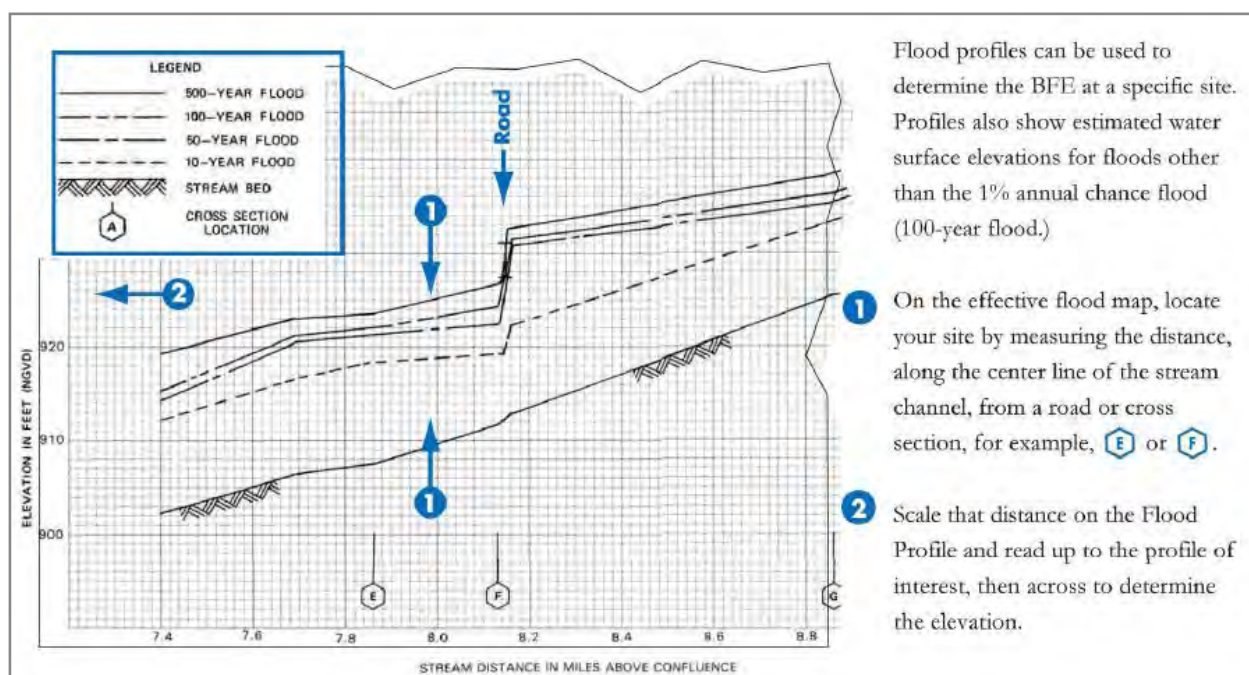 LEGEND
500-YEAR FLOOD
100-YEAR FLOOD
50-YEAR FLOOD
10-YEAR FLOOD
STREAM BED
A
CROSS SECTION
LOCATION
Road
1
2
1
920
910
900
ELEVATION IN FEET (NGVD)
E
F
G
7.4 7.6 7.8 8.0 8.2 8.4 8.6 8.8
STREAM DISTANCE IN MILES ABOVE CONFLUENCE
Flood profiles can be used to
determine the BFE at a specific site.
Profiles also show estimated water
surface elevations for floods other
than the 1% annual chance flood
(100-year flood.)
1 On the effective flood map, locate
your site by measuring the distance,
along the center line of the stream
channel, from a road or cross
section, for example, E or F.
2 Scale that distance on the Flood
Profile and read up to the profile of
interest, then across to determine
the elevation.